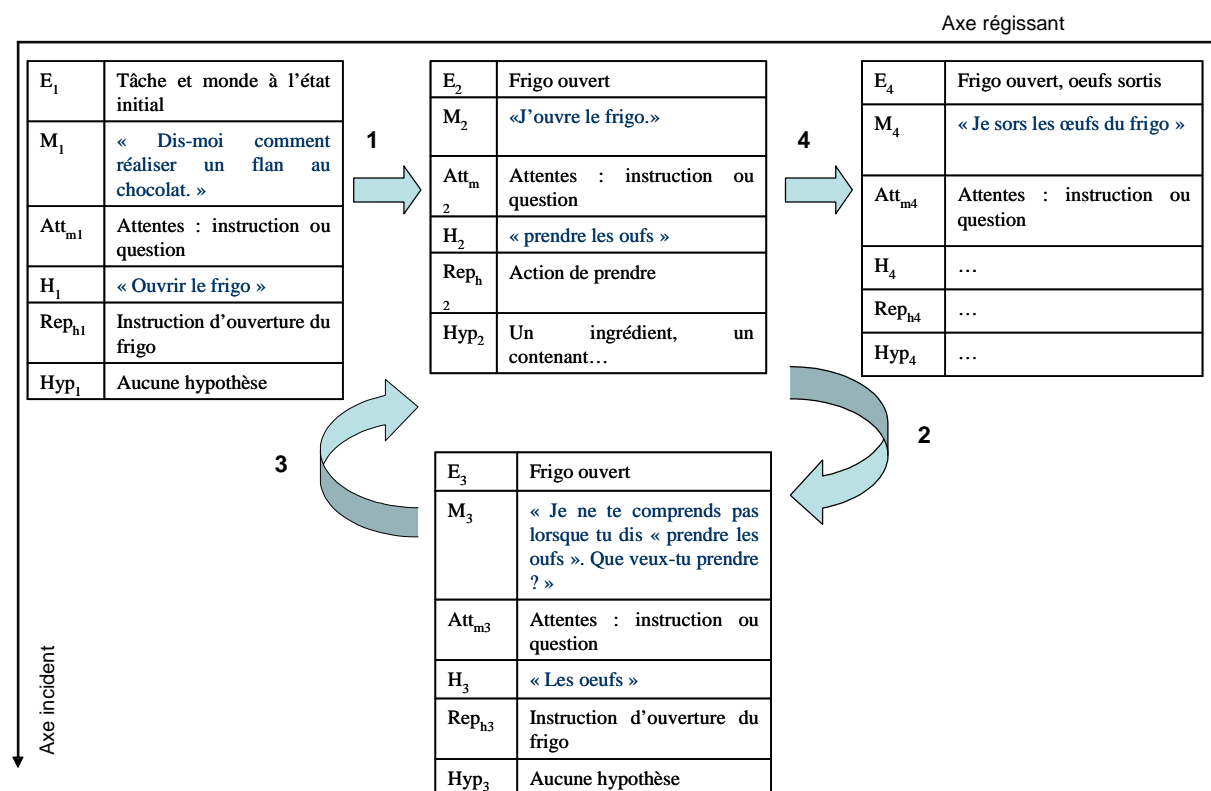 Axe régissant
E1 Tâche et monde à l'état
initial
M1 « Dis-moi comment
réaliser un flan au
chocolat. »
Attm1 Attentes : instruction ou
question
H1 « Ouvrir le frigo »
Reph1 Instruction d'ouverture du
frigo
Hyp1 Aucune hypothèse
1
E2 Frigo ouvert
M2 «J'ouvre le frigo.»
Attm Attentes : instruction ou
2 question
H2 « prendre les oufs »
Reph Action de prendre
2
Hyp2 Un ingrédient, un
contenant…
4
E4 Frigo ouvert, oeufs sortis
M4 « Je sors les œufs du frigo »
Attm4 Attentes : instruction ou
question
H4 …
Reph4 …
Hyp4 …
2
3
E3 Frigo ouvert
M3 « Je ne te comprends pas
lorsque tu dis « prendre les
oufs ». Que veux-tu prendre
? »
Attm3 Attentes : instruction ou
question
H3 « Les oeufs »
Reph3 Instruction d'ouverture du
frigo
Hyp3 Aucune hypothèse
Axe incident